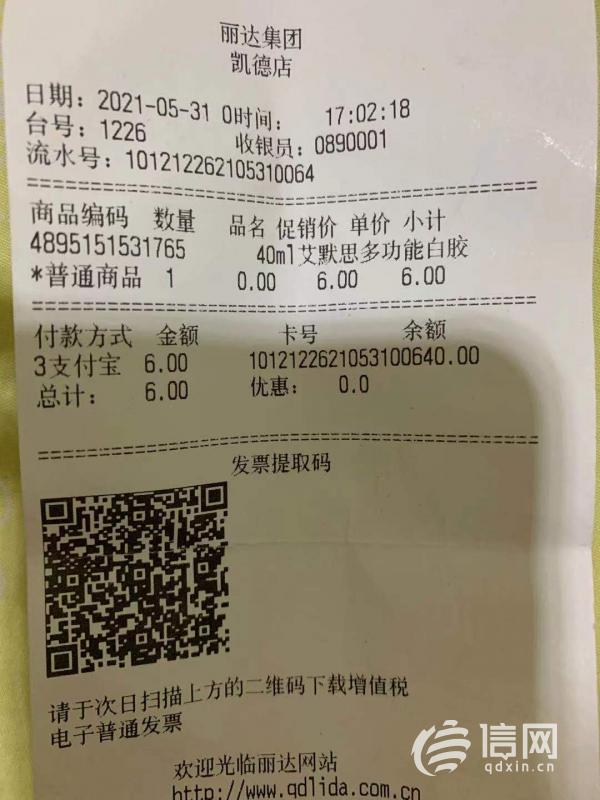 丽达集团
凯德店
日期：2021-05-31 0时间： 17:02:18
台号：1226 收银员：0890001
流水号：101212262105310064
商品编码 数量 品名 促销价 单价 小计
4895151531765 40ml艾默思多功能白胶
*普通商品 1 0.00 6.00 6.00
付款方式 金额 卡号 余额
3支付宝 6.00 1012122621053100640.00
总计： 6.00 优惠： 0.0
发票提取码
请于次日扫描上方的二维码下载增值税
电子普通发票
欢迎光临丽达网站
http://www.qdlida.com.cn
信网
qdxin.cn